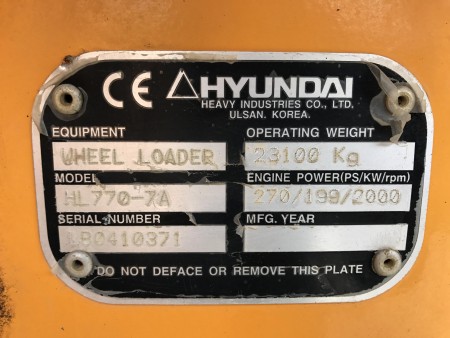 CE HYUNDAI
HEAVY INDUSTRIES CO., LTD.
ULSAN. KOREA.
EQUIPMENT OPERATING WEIGHT
WHEEL LOADER 23100 Kg
MODEL ENGINE POWER(PS/KW/rpm)
HL770-7A 270/199/2000
SERIAL NUMBER MFG. YEAR
DO NOT DEFACE OR REMOVE THIS PLATE